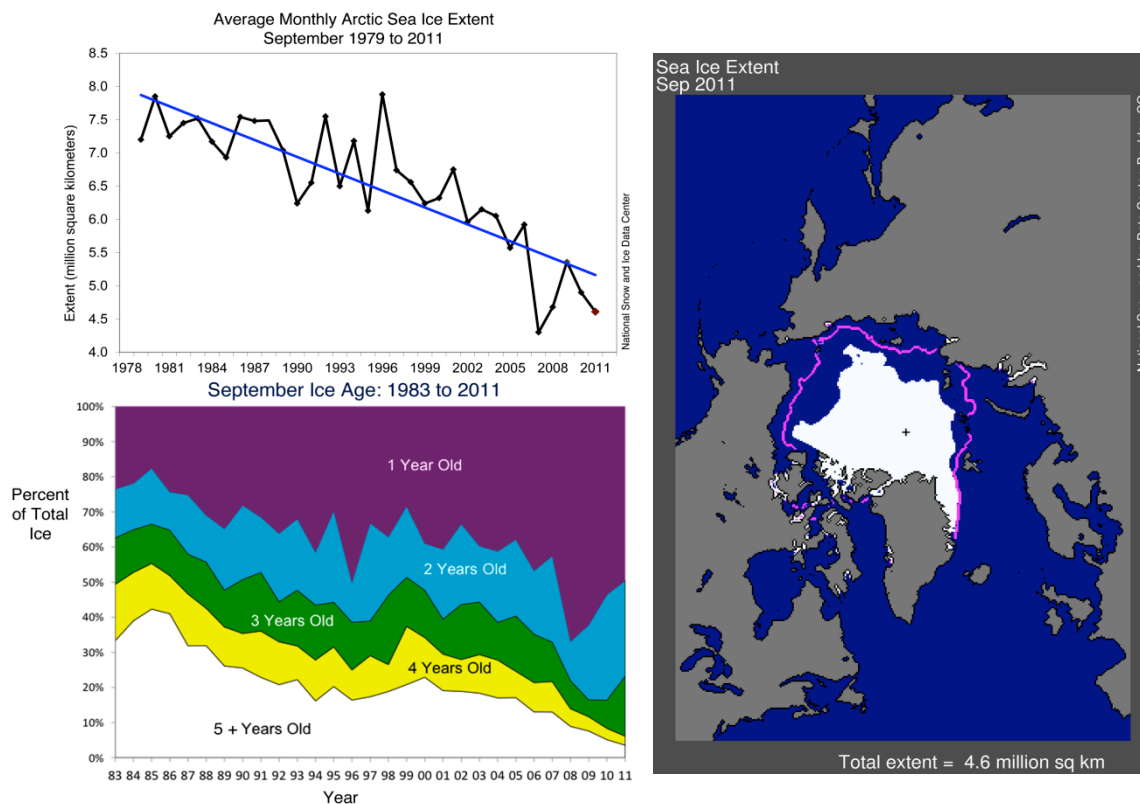 Average Monthly Arctic Sea Ice Extent
September 1979 to 2011
Extent (million square kilometers)
8.5
8.0
7.5
7.0
6.5
6.0
5.5
5.0
4.5
4.0
1978 1981 1984 1987 1990 1993 1996 1999 2002 2005 2008 2011
National Snow and Ice Data Center
September Ice Age: 1983 to 2011
Percent
of Total
Ice
100%
90%
80%
70%
60%
50%
40%
30%
20%
10%
0%
1 Year Old
2 Years Old
3 Years Old
4 Years Old
5 + Years Old
83 84 85 86 87 88 89 90 91 93 94 95 96 97 98 99 00 01 02 03 04 05 06 07 08 09 10 11
Year
Sea Ice Extent
Sep 2011
Total extent = 4.6 million sq km